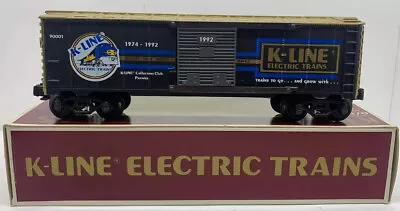 90001
K-LINE
ELECTRIC TRAINS
1974 - 1992
K-LINE Collectors Club
Premier
1992
K-LINE
ELECTRIC TRAINS
TRAINS TO GO... and GROW with...
K-LINE® ELECTRIC TRAINS